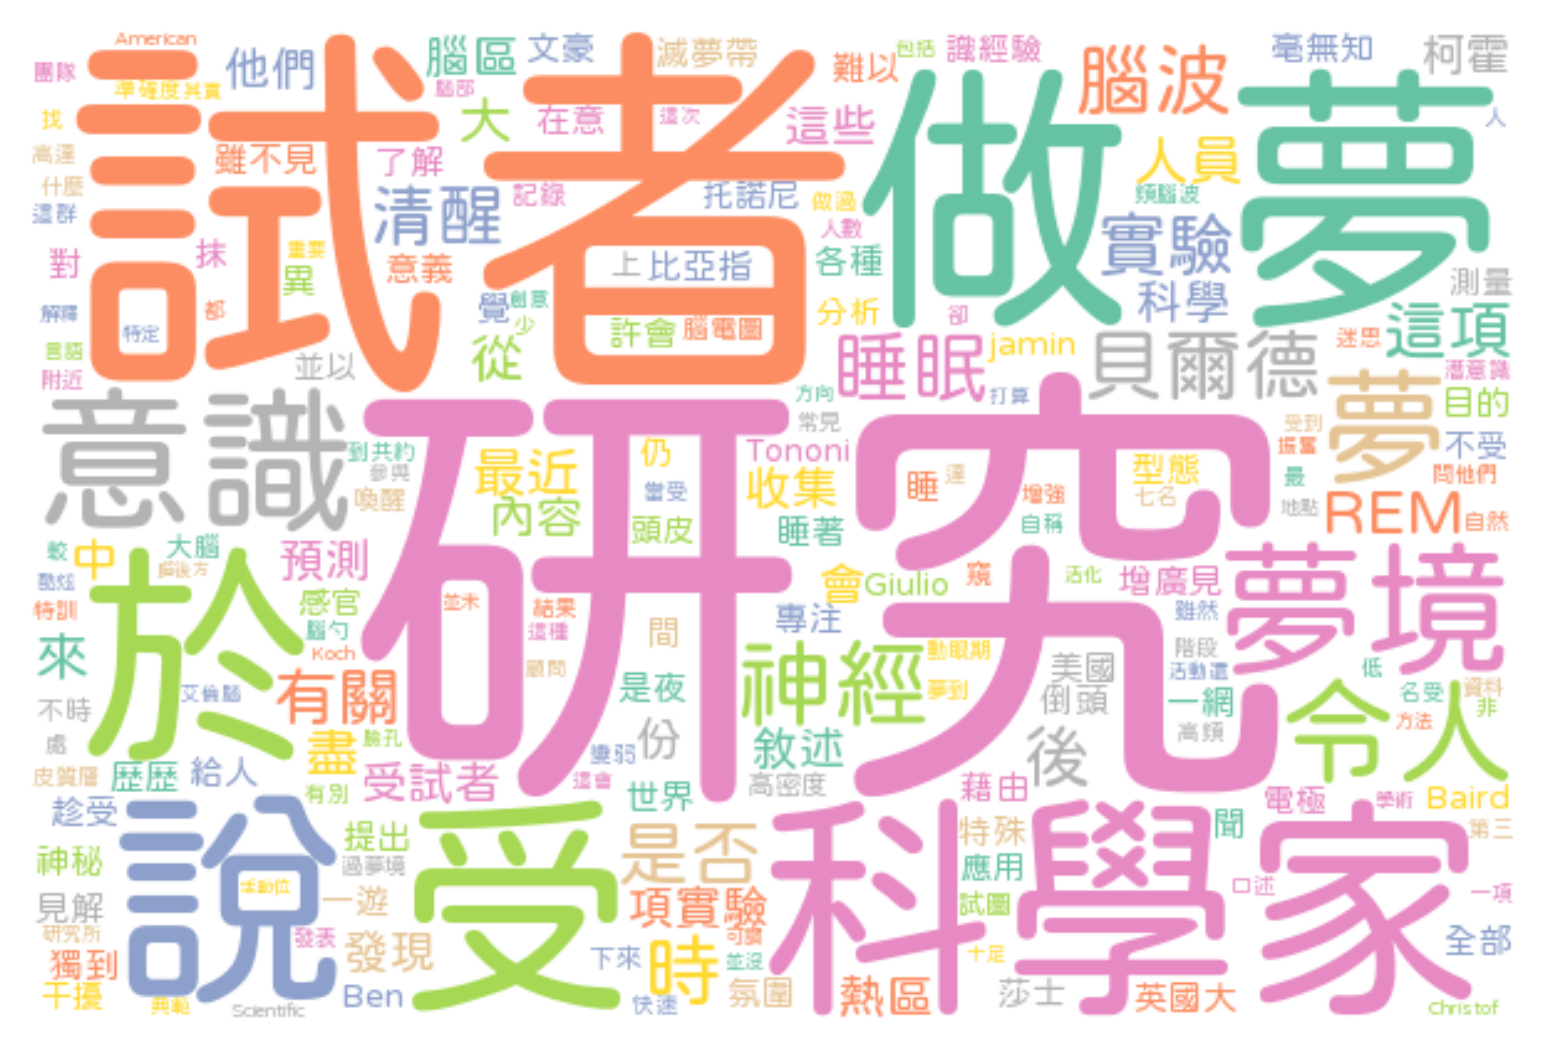 American
團隊
準確度其實
他們
腦區
腦部
文豪
滅夢帶
難以
包括
識經驗
腦波
毫無知
柯霍
試者
做夢
找
大
在意
這次
這些
人
高達
雖不見
了解
人員
什麼
這群
清醒
記錄
托諾尼
做過
頻腦波
人數
實驗
對
抹
重要
異
意義
上
比亞指
各種
測量
解釋
特定
都
覺
創意
少
許會
腦電圖
分析
卻
科學
這項
言語
附近
並以
從
睡眠
jamin
貝爾德
迷思
潛意識
意識
研究
方向
打算
夢
目的
到共約
參與
喚醒
最近
內容
仍
當受
頭皮
常見
Tononi
收集
睡著
睡
達
增強
自稱
型態
七名
受到
振奮
最
地點
不受
問他們
REM
自然
較
中
大腦
腦後方
預測
酷炫
特訓
感官
腦勺
Koch
並未
結果
這種
顧問
間
會
Giulio
窺
活化
增廣見
專注
雖然
夢境
於
來
艾倫腦
有關
是夜
神經
動眼期
夢到
美國
倒頭
階段
活動還
一網
高頻
低
名受
資料
非
方法
令人
不時
處
皮質層
歷歷
給人
盡
臉孔
有別
受試者
變弱
這會
份
世界
敘述
高密度
後
藉由
電極
學術
Baird
趁受
說
提出
受
是否
科學家
特殊
聞
第三
神秘
活動位
過夢境
應用
口述
一項
見解
一遊
項實驗
試圖
研究所
發表
發現
可謂
並沒
十足
全部
獨到
干擾
典範
Scientific
Ben
下來
時
快速
氛圍
熱區
莎士
英國大
Christof